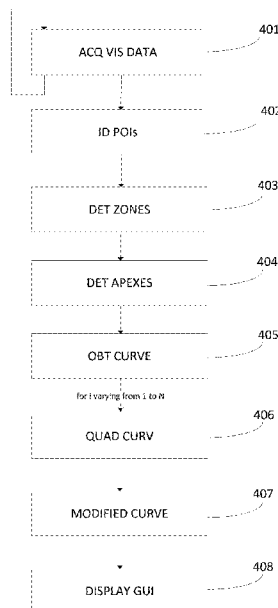 401
ACQ VIS DATA
402
ID POIs
403
DET ZONES
404
DET APEXES
405
OBT CURVE
for i varying from 1 to N
406
QUAD CURV
407
MODIFIED CURVE
408
DISPLAY GUI